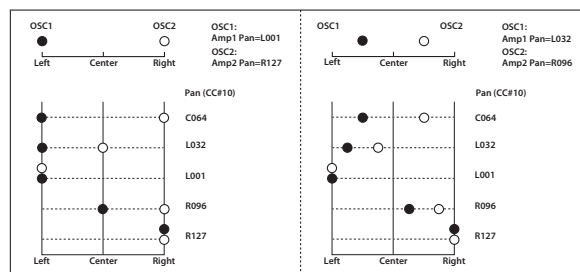 OSC1 OSC2
OSC1:
Amp1 Pan=L001
OSC2:
Amp2 Pan=R127
Left Center Right
Pan (CC#10)
C064
L032
L001
R096
R127
Left Center Right
OSC1 OSC2
OSC1:
Amp1 Pan=L032
OSC2:
Amp2 Pan=R096
Left Center Right
Pan (CC#10)
C064
L032
L001
R096
R127
Left Center Right